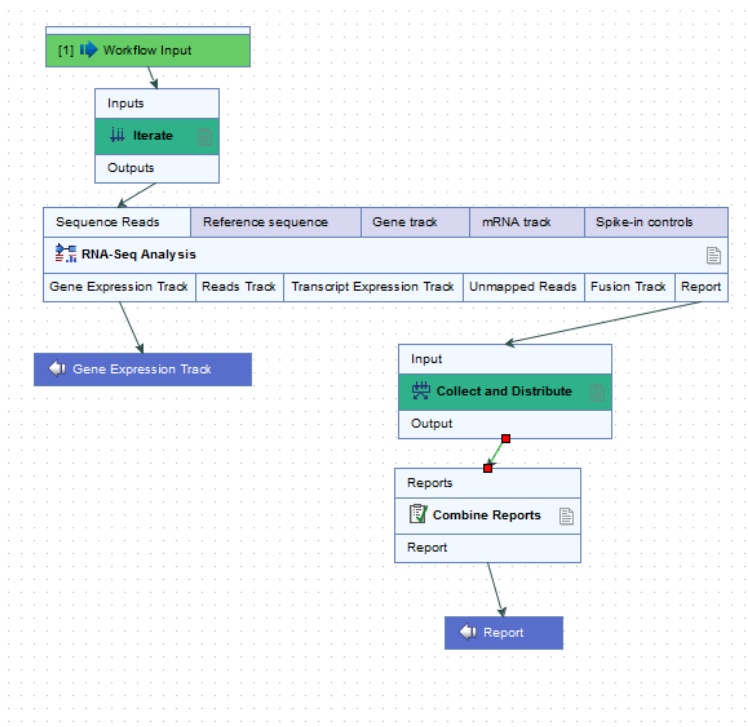 [1] Workflow Input
Inputs
Iterate
Outputs
Sequence Reads Reference sequence Gene track mRNA track Spike-in controls
RNA-Seq Analysis
Gene Expression Track Reads Track Transcript Expression Track Unmapped Reads Fusion Track Report
Gene Expression Track
Input
Collect and Distribute
Output
Reports
Combine Reports
Report
Report